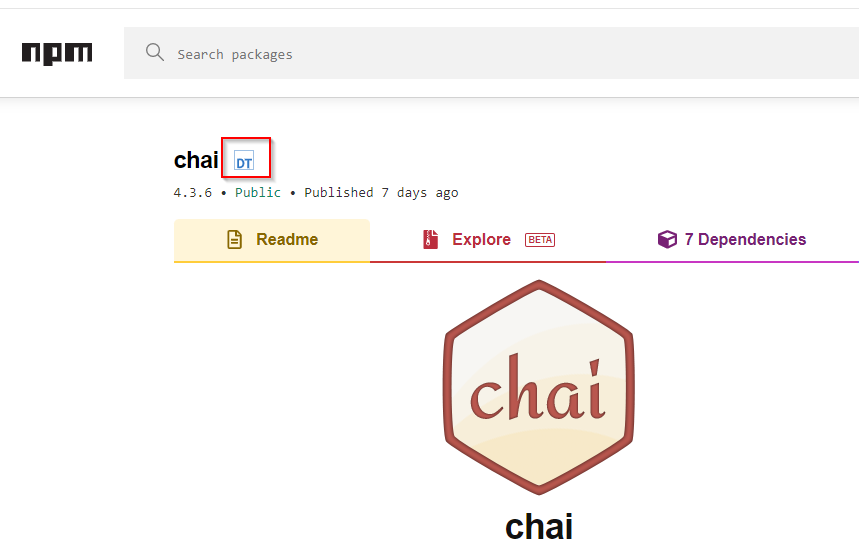 npm
Search packages
chai DT
4.3.6 • Public • Published 7 days ago
Readme
Explore BETA
7 Dependencies
chai
chai